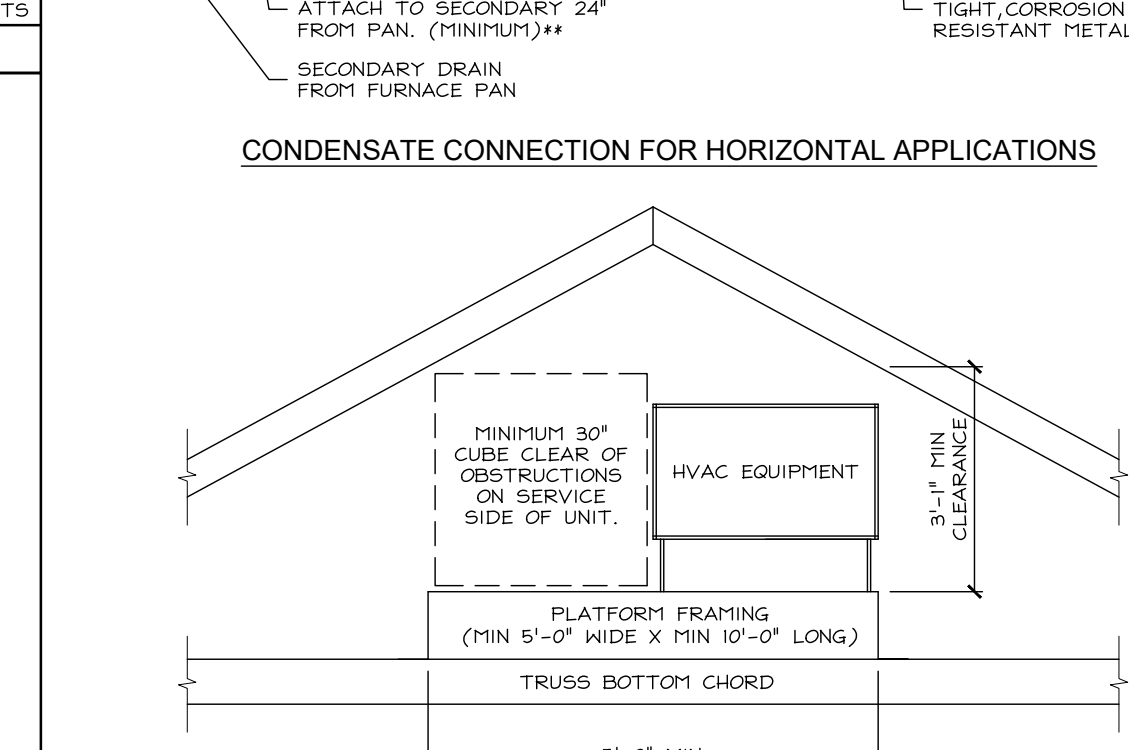 TS
ATTACH TO SECONDARY 24"
FROM PAN. (MINIMUM)**
TIGHT,CORROSION
RESISTANT METAL
SECONDARY DRAIN
FROM FURNACE PAN
CONDENSATE CONNECTION FOR HORIZONTAL APPLICATIONS
MINIMUM 30"
CUBE CLEAR OF
OBSTRUCTIONS
ON SERVICE
SIDE OF UNIT.
HVAC EQUIPMENT
3'-1" MIN
CLEARANCE
PLATFORM FRAMING
(MIN 5'-0" WIDE X MIN 10'-0" LONG)
TRUSS BOTTOM CHORD